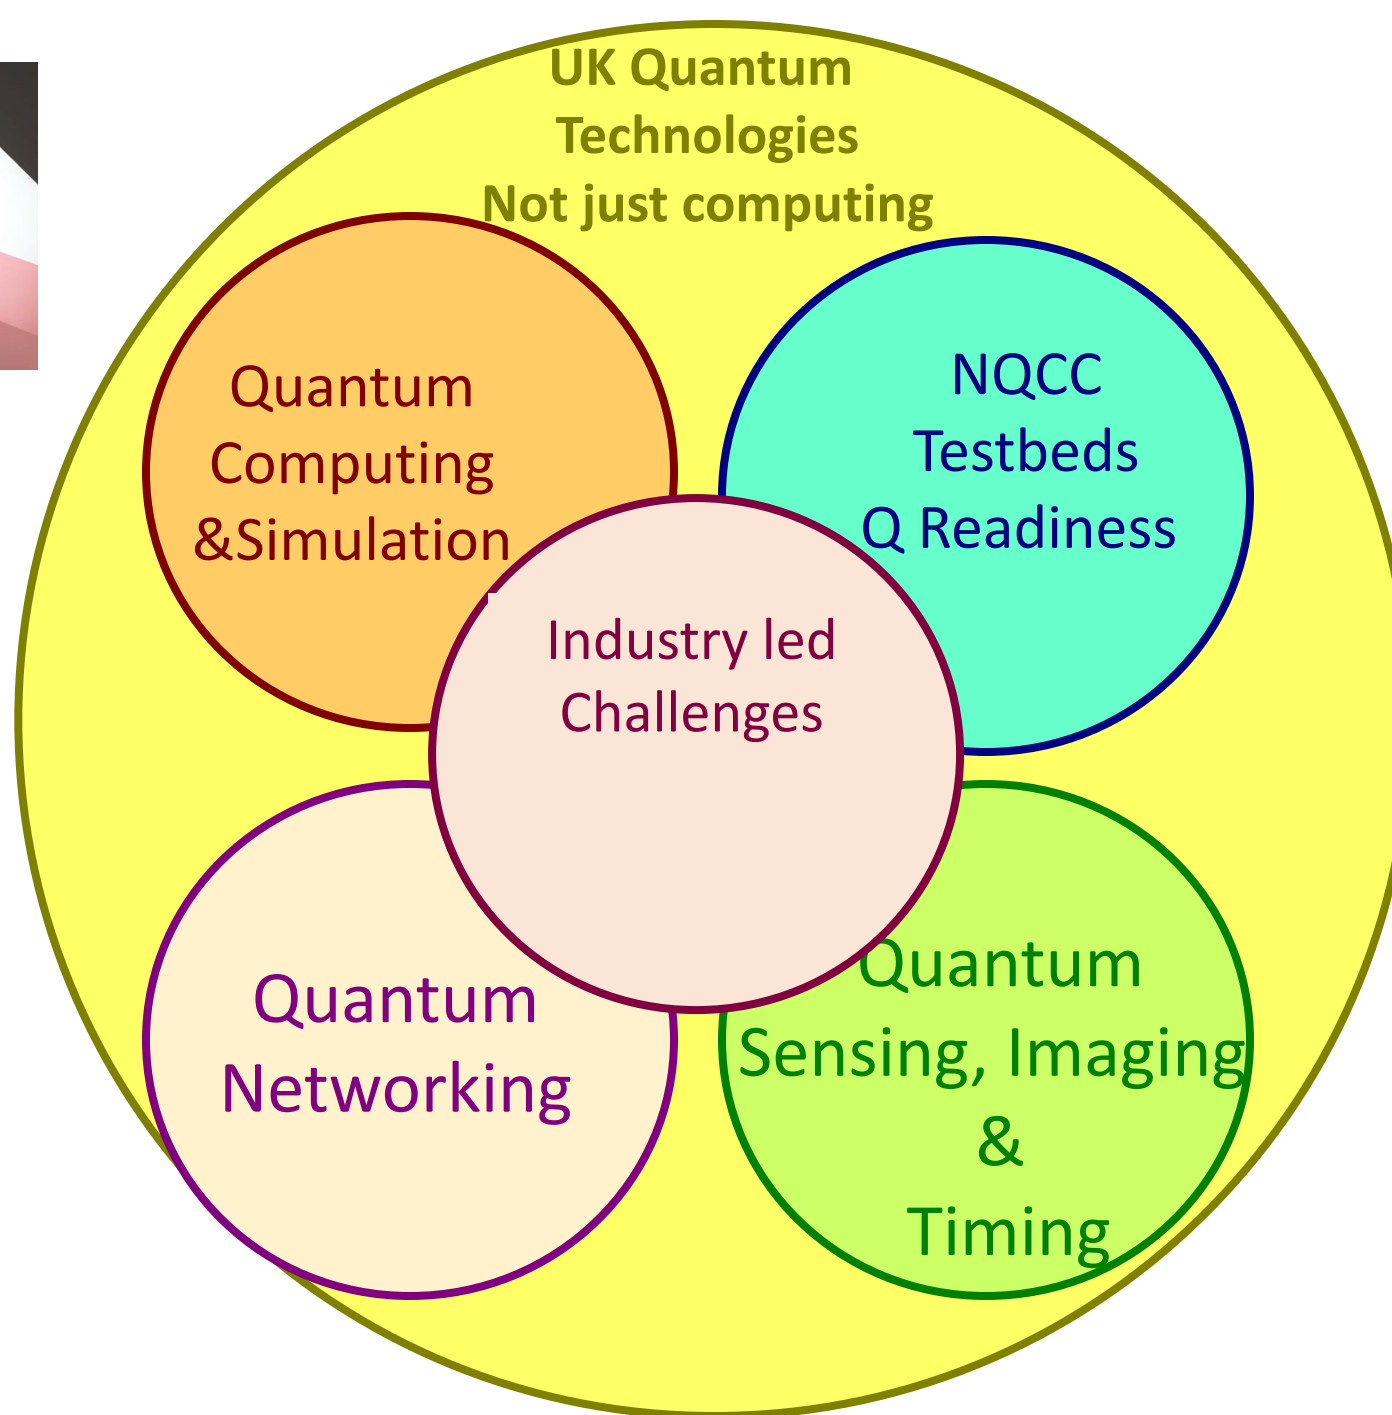 UK Quantum
Technologies
Not just computing
Quantum
Computing
&Simulation
NQCC
Testbeds
Q Readiness
Industry led
Challenges
Quantum
Networking
Quantum
Sensing, Imaging
&
Timing